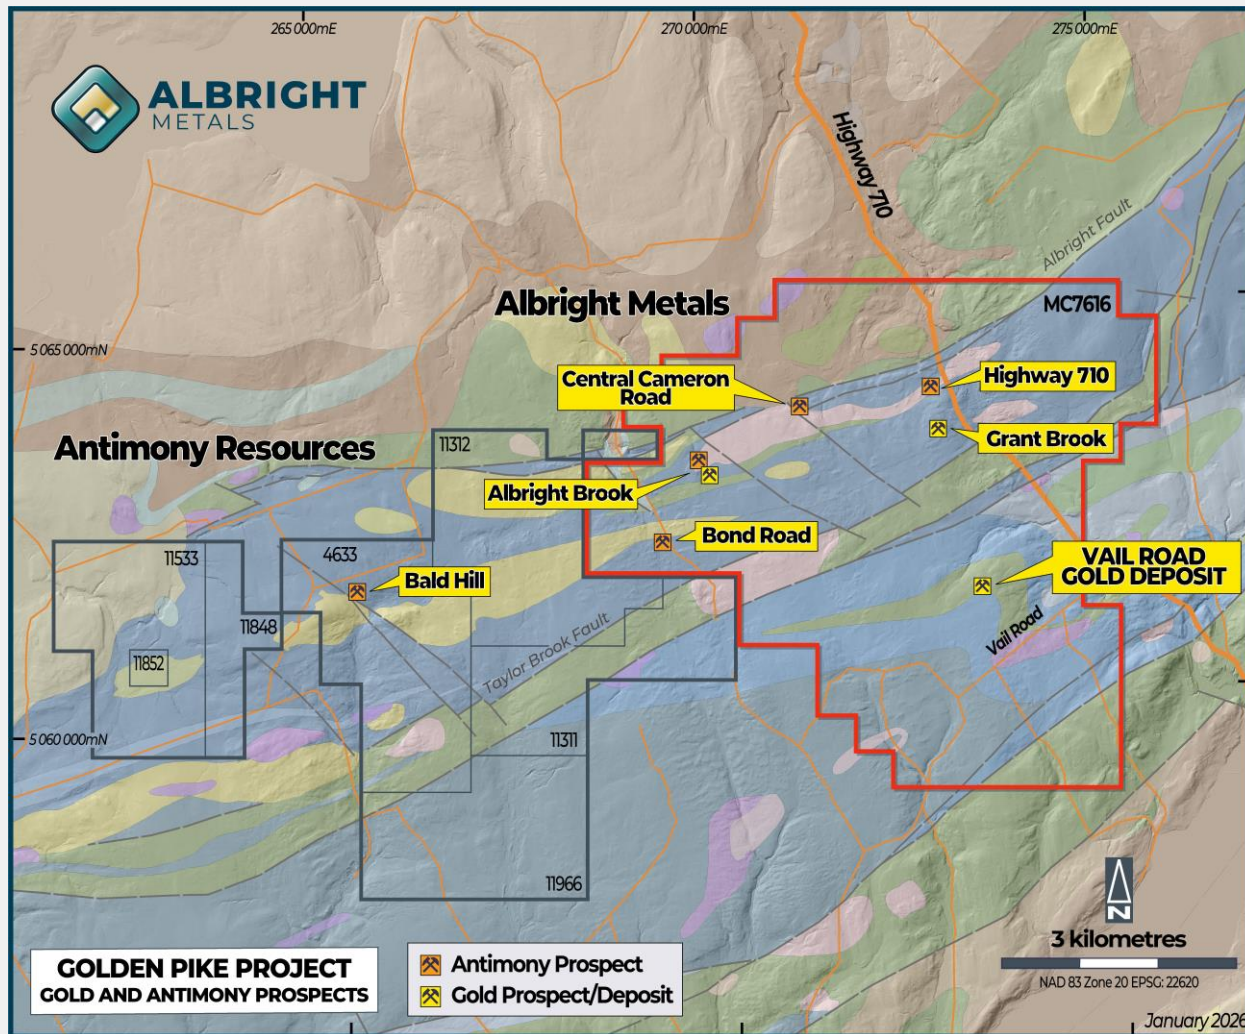 265 000mE
270 000mE
275 000mE
ALBRIGHT
METALS
Highway 710
Albright Fault
Albright Metals
MC7616
5 065 000mN
Central Cameron
Road
Highway 710
Grant Brook
Antimony Resources
11312
Albright Brook
Bond Road
11533
4633
Bald Hill
VAIL ROAD
GOLD DEPOSIT
11848
11852
Taylor Brook Fault
Vail Road
5 060 000mN
11311
11966
N
3 kilometres
NAD 83 Zone 20 EPSG: 22620
GOLDEN PIKE PROJECT
GOLD AND ANTIMONY PROSPECTS
Antimony Prospect
Gold Prospect/Deposit
January 2026